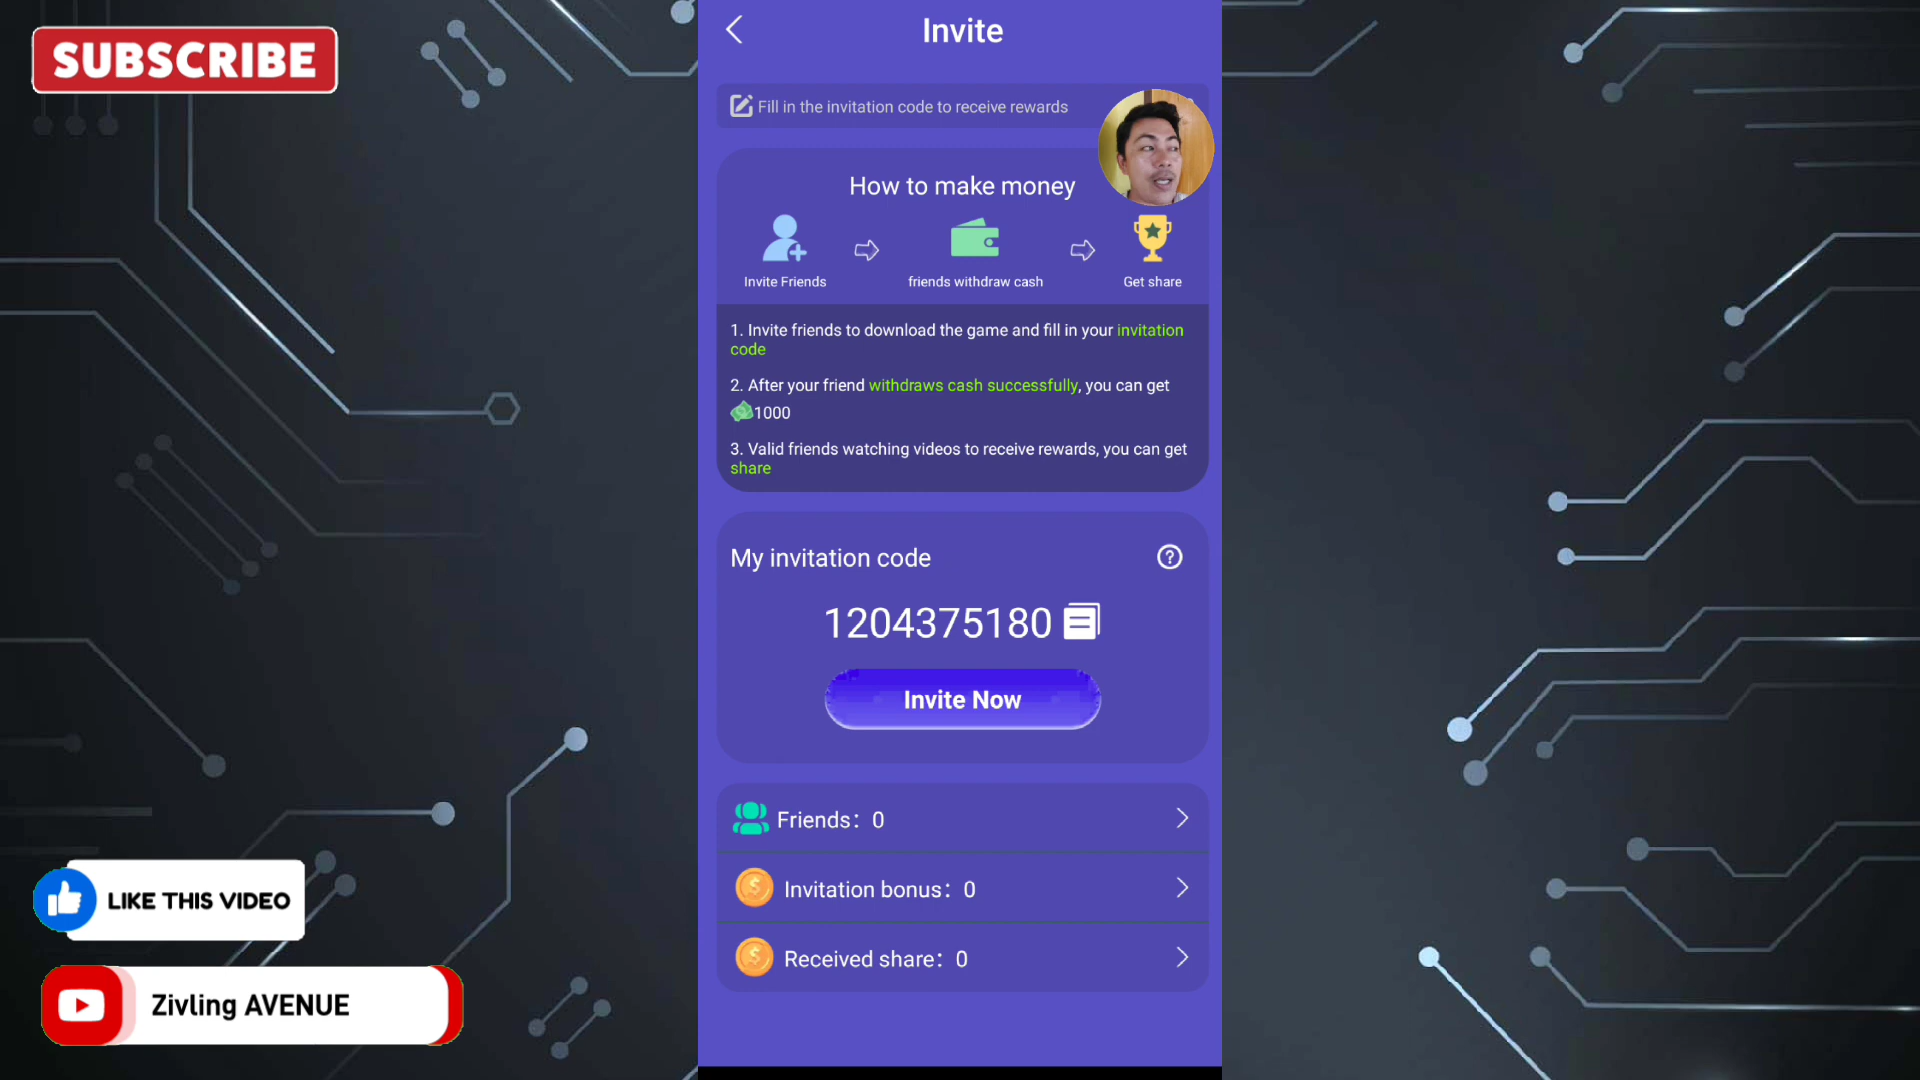 SUBSCRIBE
Invite
Fill in the invitation code to receive rewards
How to make money
Invite Friends
friends withdraw cash
Get share
1. Invite friends to download the game and fill in your invitation
code
2. After your friend withdraws cash successfully, you can get
1000
3. Valid friends watching videos to receive rewards, you can get
share
My invitation code
1204375180
Invite Now
Friends: 0
Invitation bonus: 0
Received share: 0
LIKE THIS VIDEO
Zivling AVENUE